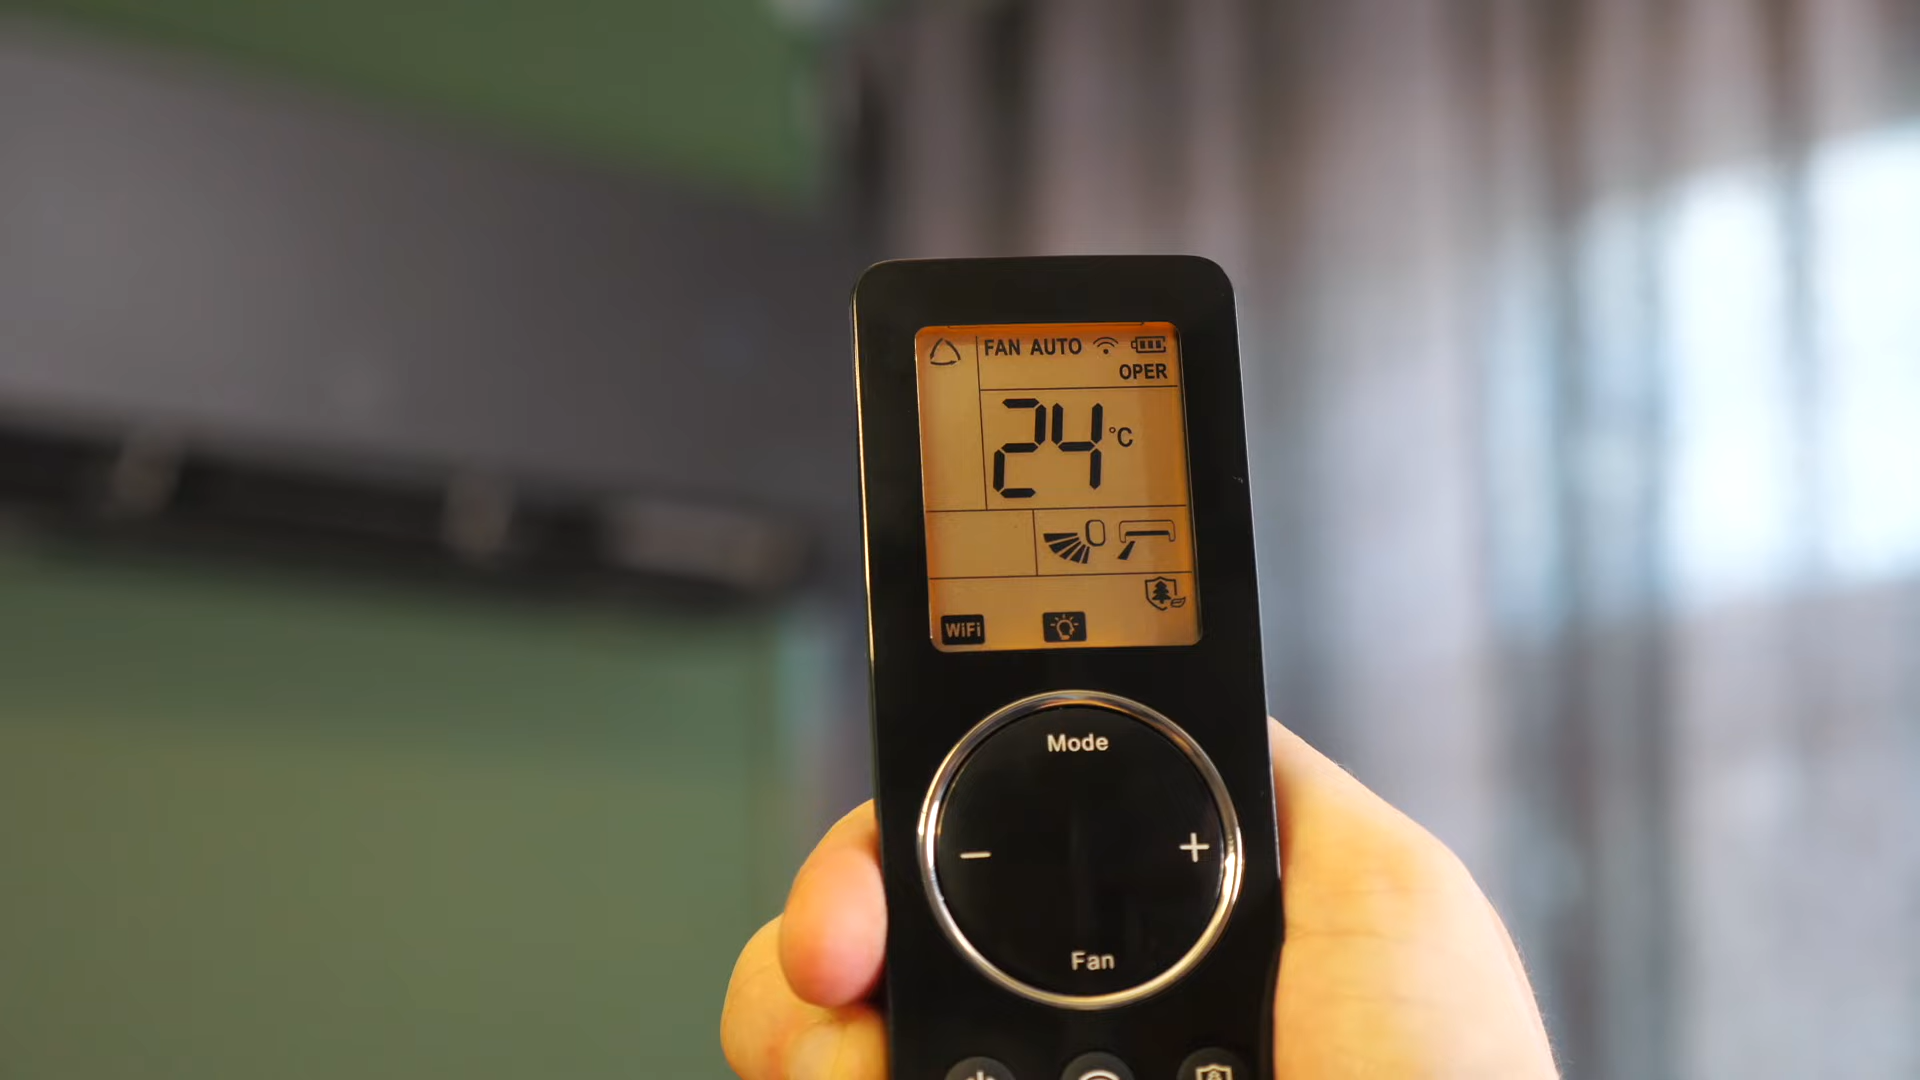 FAN AUTO
OPER
24 °C
WiFi
Mode
− +
Fan